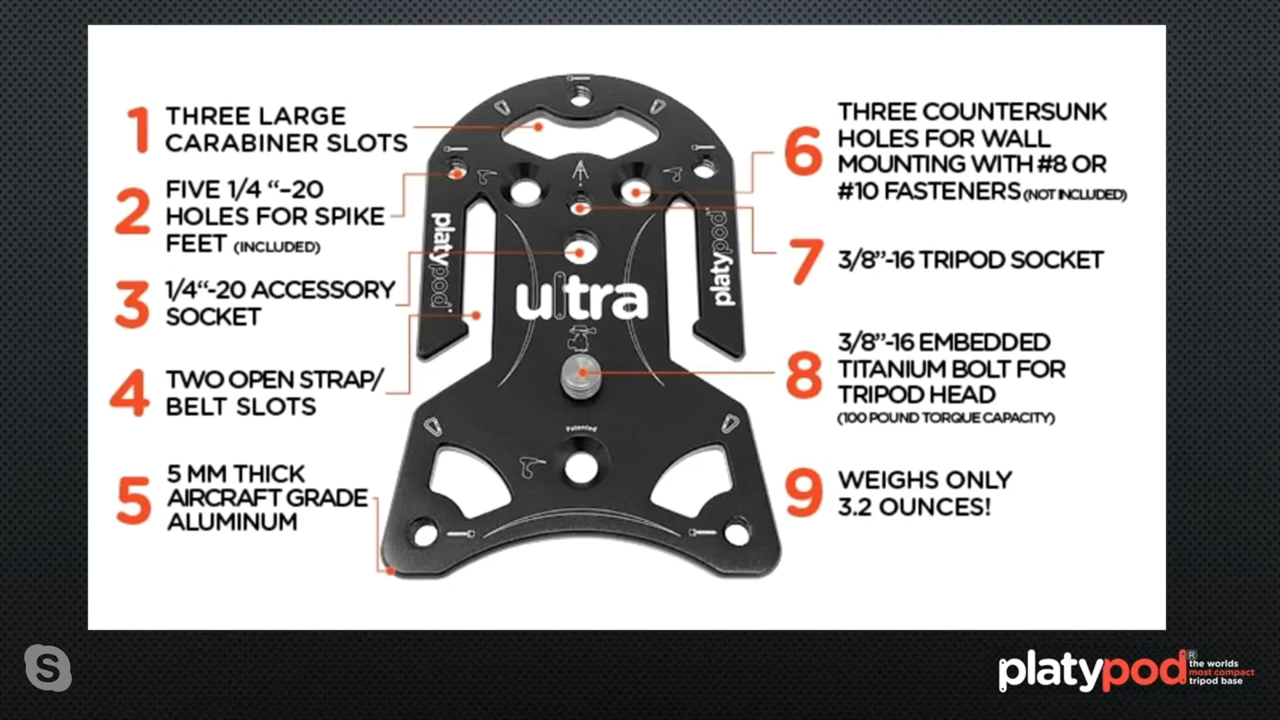 1 THREE LARGE
CARABINER SLOTS
2 FIVE 1/4 “-20
HOLES FOR SPIKE
FEET (INCLUDED)
3 1/4“-20 ACCESSORY
SOCKET
4 TWO OPEN STRAP/
BELT SLOTS
5 5 MM THICK
AIRCRAFT GRADE
ALUMINUM
platypod
ultra
platypod
Patented
6 THREE COUNTERSUNK
HOLES FOR WALL
MOUNTING WITH #8 OR
#10 FASTENERS (NOT INCLUDED)
7 3/8”-16 TRIPOD SOCKET
8 3/8”-16 EMBEDDED
TITANIUM BOLT FOR
TRIPOD HEAD
(100 POUND TORQUE CAPACITY)
9 WEIGHS ONLY
3.2 OUNCES!
S
platypod®
the worlds
most compact
tripod base